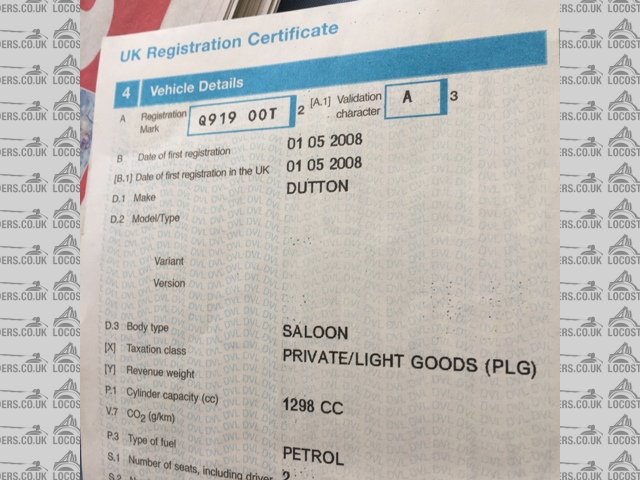 UK Registration Certificate
4 Vehicle Details
A Registration Mark Q919 OOT 2 [A.1] Validation character A 3
B Date of first registration 01 05 2008
[B.1] Date of first registration in the UK 01 05 2008
D.1 Make DUTTON
D.2 Model/Type
Variant
Version
D.3 Body type SALOON
[X] Taxation class PRIVATE/LIGHT GOODS (PLG)
[Y] Revenue weight
P.1 Cylinder capacity (cc) 1298 CC
V.7 CO2 (g/km)
P.3 Type of fuel PETROL
S.1 Number of seats, including driver 2